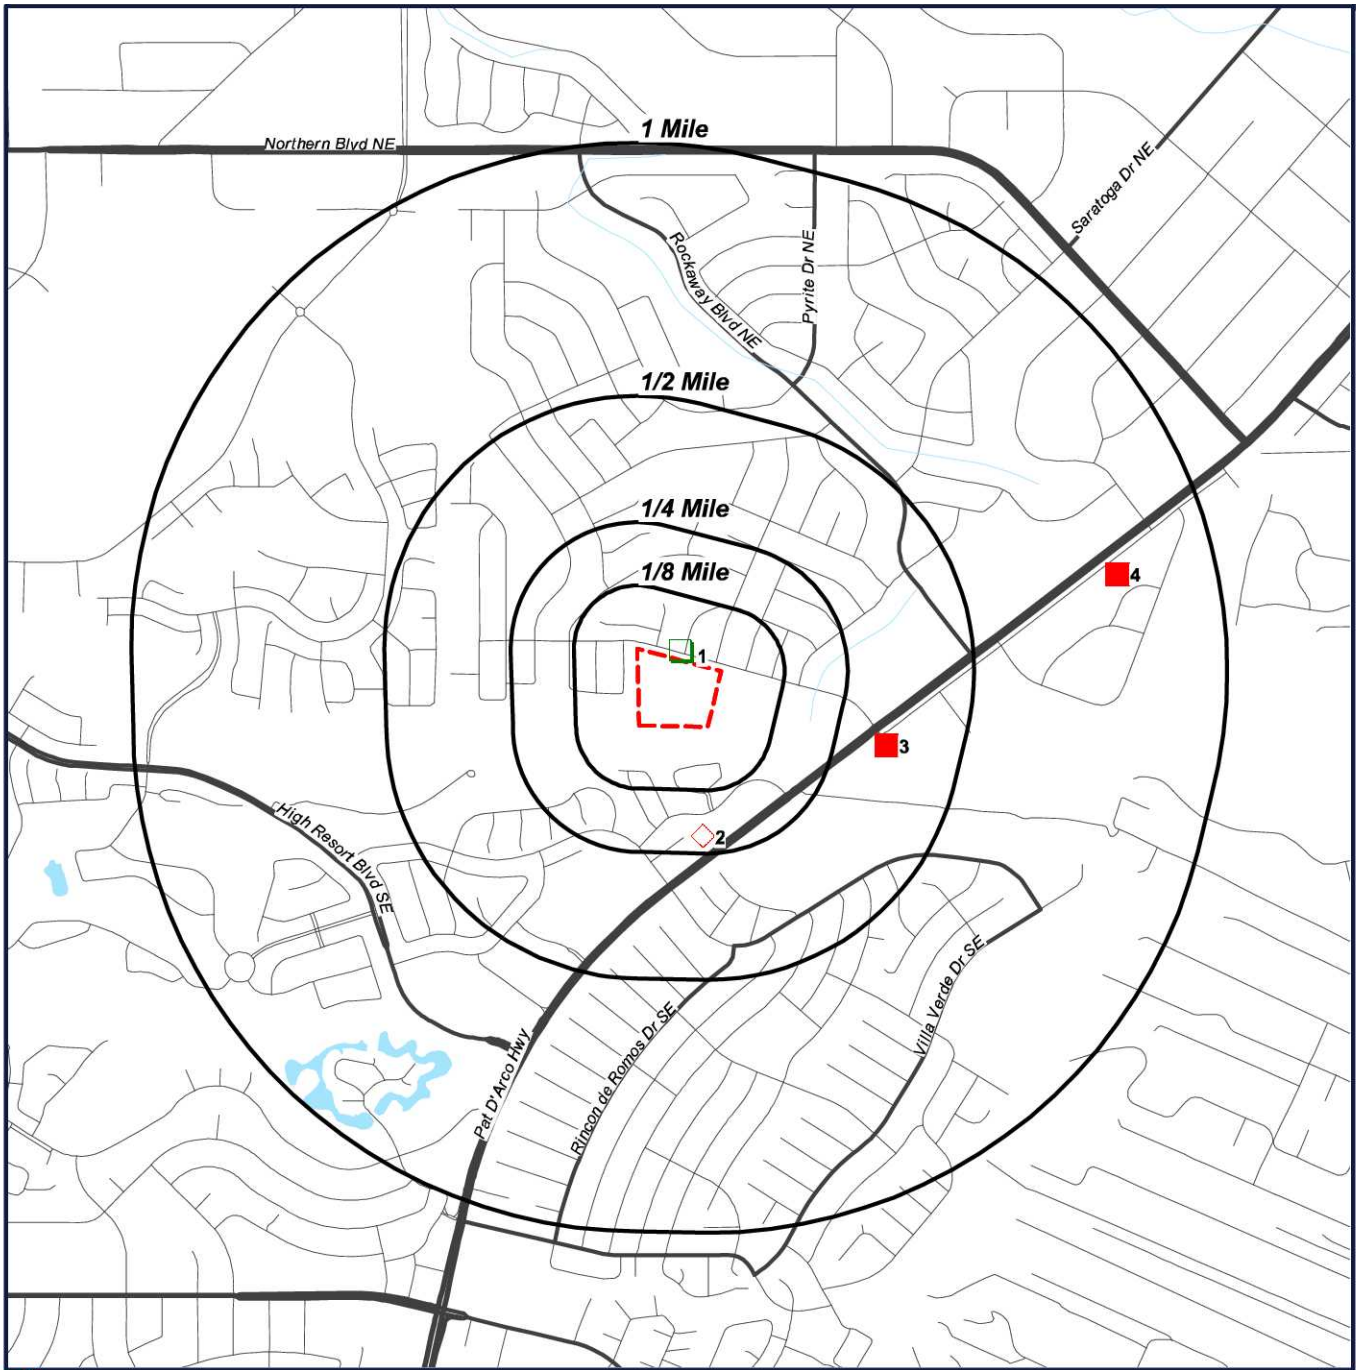 1 Mile
Northern Blvd NE
Saratoga Dr NE
Rockaway Blvd NE
Pyrite Dr NE
1/2 Mile
1/4 Mile
1/8 Mile
4
1
3
High Resort Blvd SE
2
Villa Verde Dr SE
Rincon de Romos Dr SE
Pat D'Arco Hwy